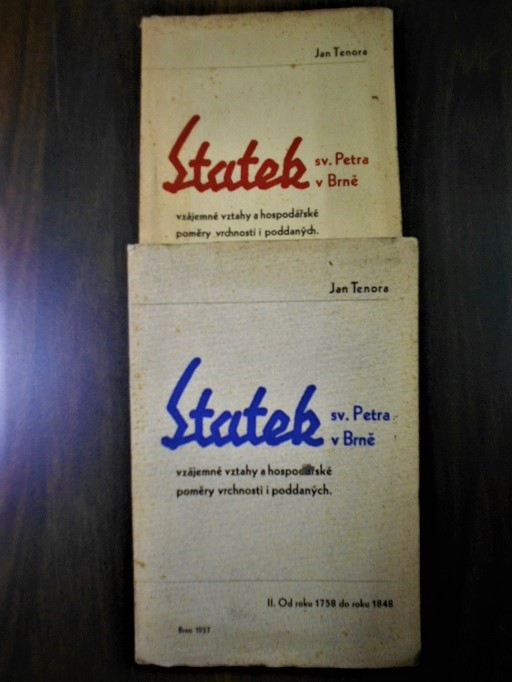 Jan Tenora
Statek sv. Petra
v Brně
vzájemné vztahy a hospodářské
poměry vrchnosti i poddaných.
Jan Tenora
Statek sv. Petra
v Brně
vzájemné vztahy a hospodářské
poměry vrchnosti i poddaných.
II. Od roku 1758 do roku 1848
Brno 1937